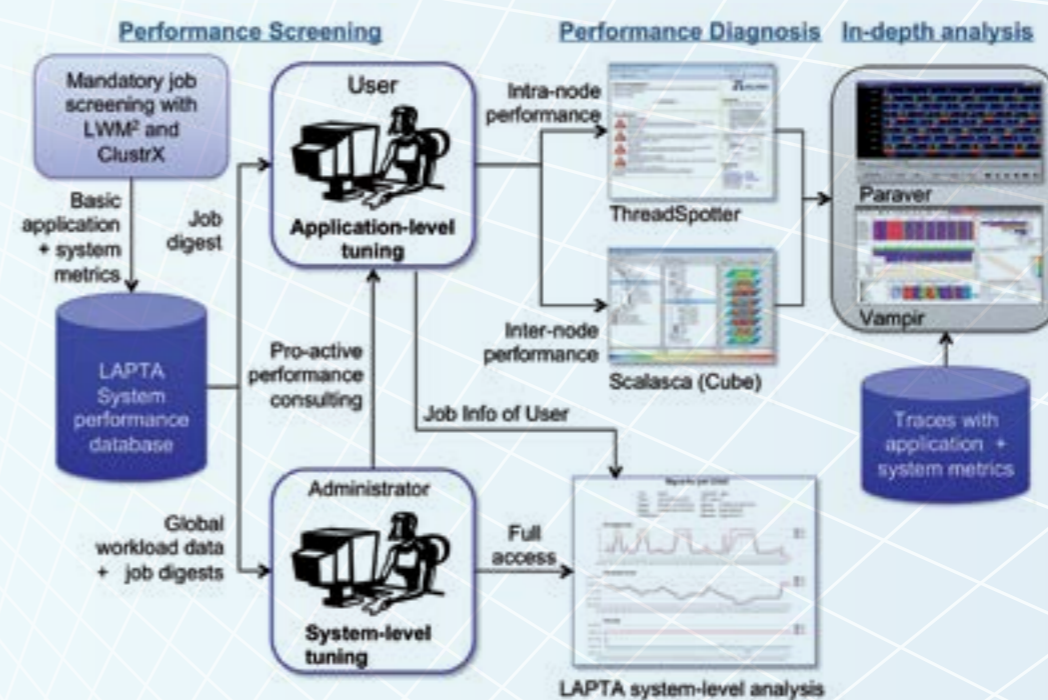 Performance Screening
Performance Diagnosis
In-depth analysis
Mandatory job
screening with
LWM² and
ClustrX
Basic
application
+ system
metrics
Job
digest
User
Application-level
tuning
Intra-node
performance
ThreadSpotter
Inter-node
performance
Scalasca (Cube)
Paraver
Vampir
LAPTA
System
performance
database
Pro-active
performance
consulting
Job Info of User
Traces with
application +
system metrics
Global
workload data
+ job digests
Administrator
System-level
tuning
Full
access
LAPTA system-level analysis